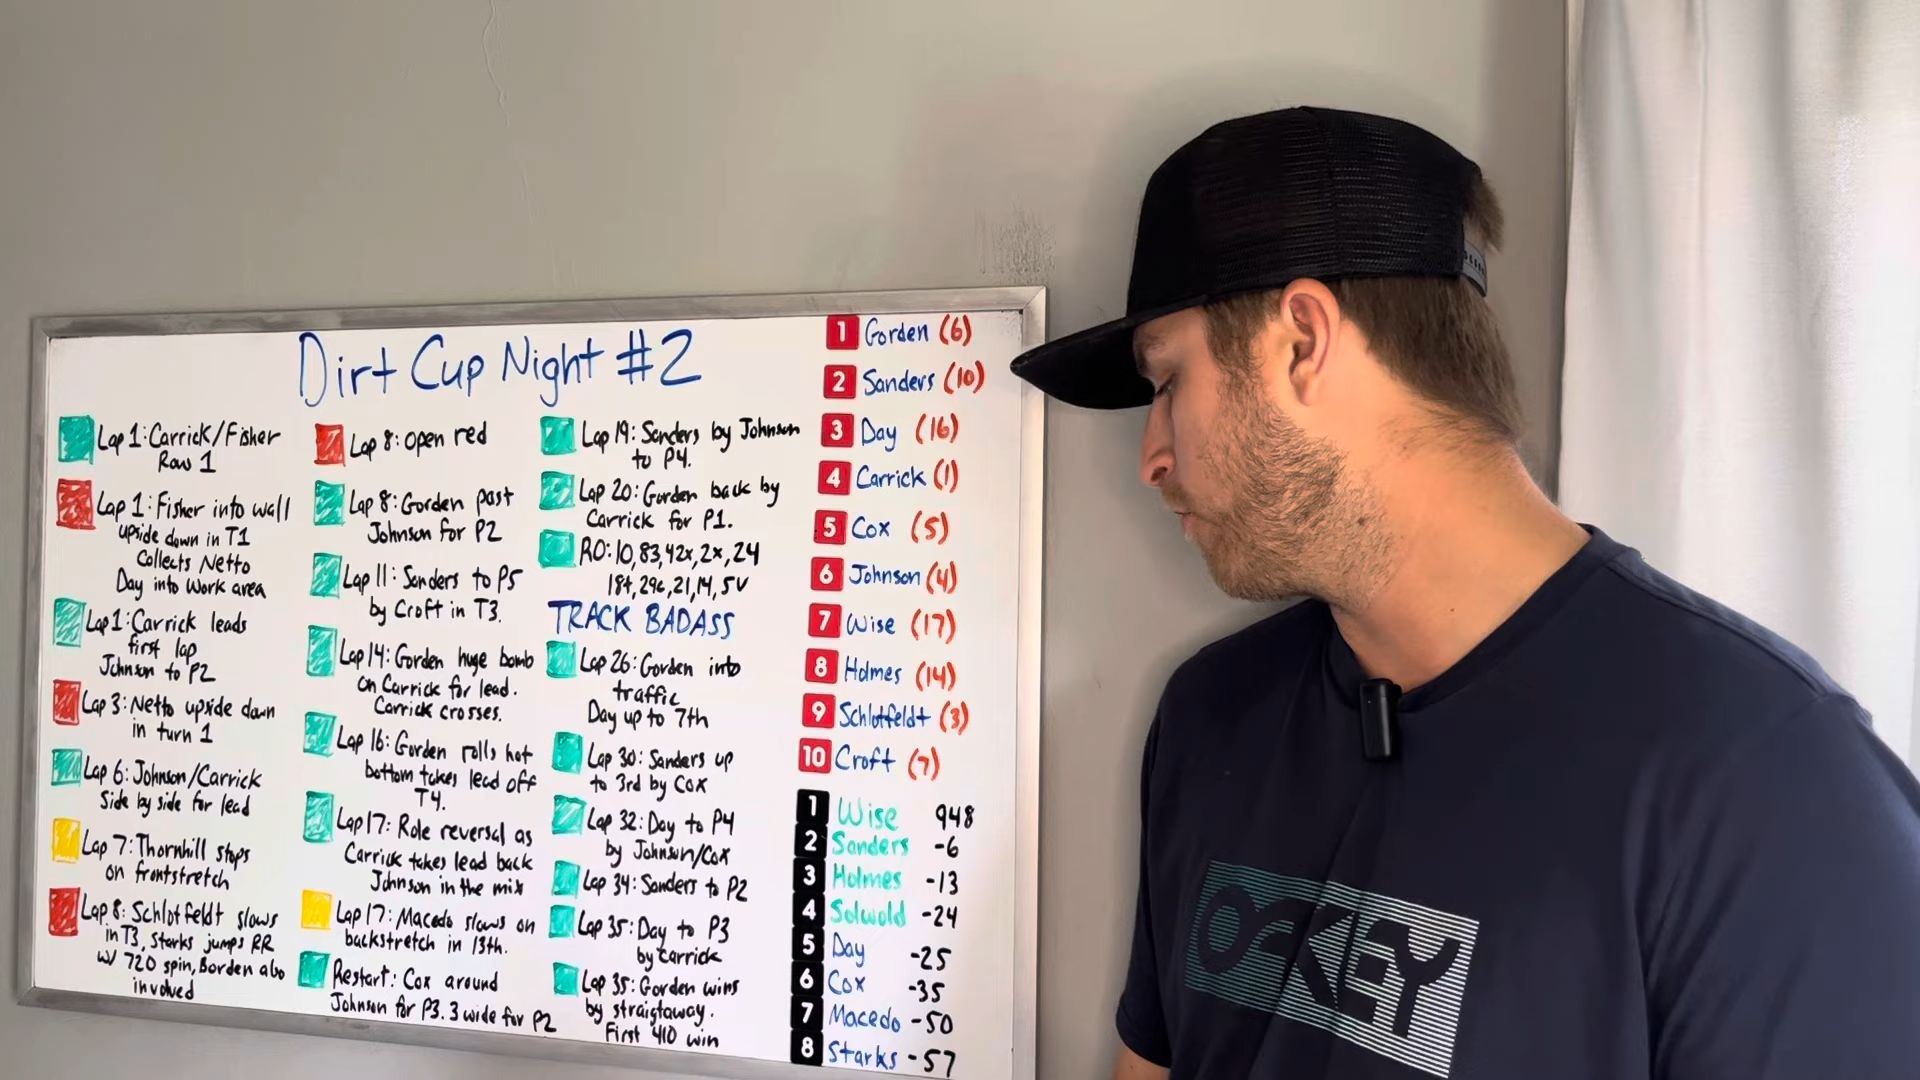 Dirt Cup Night #2
Lap 1: Carrick/Fisher
Row 1
Lap 1: Fisher into wall
upside down in T1
Collects Netto
Day into work area
Lap 1: Carrick leads
first lap
Johnson to P2
Lap 3: Netto upside down
in turn 1
Lap 6: Johnson/Carrick
Side by side for lead
Lap 7: Thornhill stops
on frontstretch
Lap 8: Schlotfeldt slows
in T3, Starks jumps RR
w/ 720 spin, Borden also
involved
Lap 8: open red
Lap 8: Gorden past
Johnson for P2
Lap 11: Sanders to P5
by Croft in T3.
Lap 14: Gorden huge bomb
on Carrick for lead.
Carrick crosses.
Lap 16: Gorden rolls hot
bottom takes lead off
T4.
Lap 17: Role reversal as
Carrick takes lead back
Johnson in the mix
Lap 17: Macedo slows on
backstretch in 13th.
Restart: Cox around
Johnson for P3. 3 wide for P2
Lap 19: Sanders by Johnson
to P4.
Lap 20: Gorden back by
Carrick for P1.
RO: 10, 83, 42x, 2x, 24
18t, 29c, 21, 14, 5V
TRACK BADASS
Lap 26: Gorden into
traffic
Day up to 7th
Lap 30: Sanders up
to 3rd by Cox
Lap 32: Day to P4
by Johnson/Cox
Lap 34: Sanders to P2
Lap 35: Day to P3
by Carrick
Lap 35: Gorden wins
by straigtaway.
First 410 win
1 Gorden (6)
2 Sanders (10)
3 Day (16)
4 Carrick (1)
5 Cox (5)
6 Johnson (4)
7 Wise (17)
8 Holmes (14)
9 Schlotfeldt (3)
10 Croft (7)
1 Wise 948
2 Sanders -6
3 Holmes -13
4 Solwold -24
5 Day -25
6 Cox -35
7 Macedo -50
8 Starks -57
OAKLEY